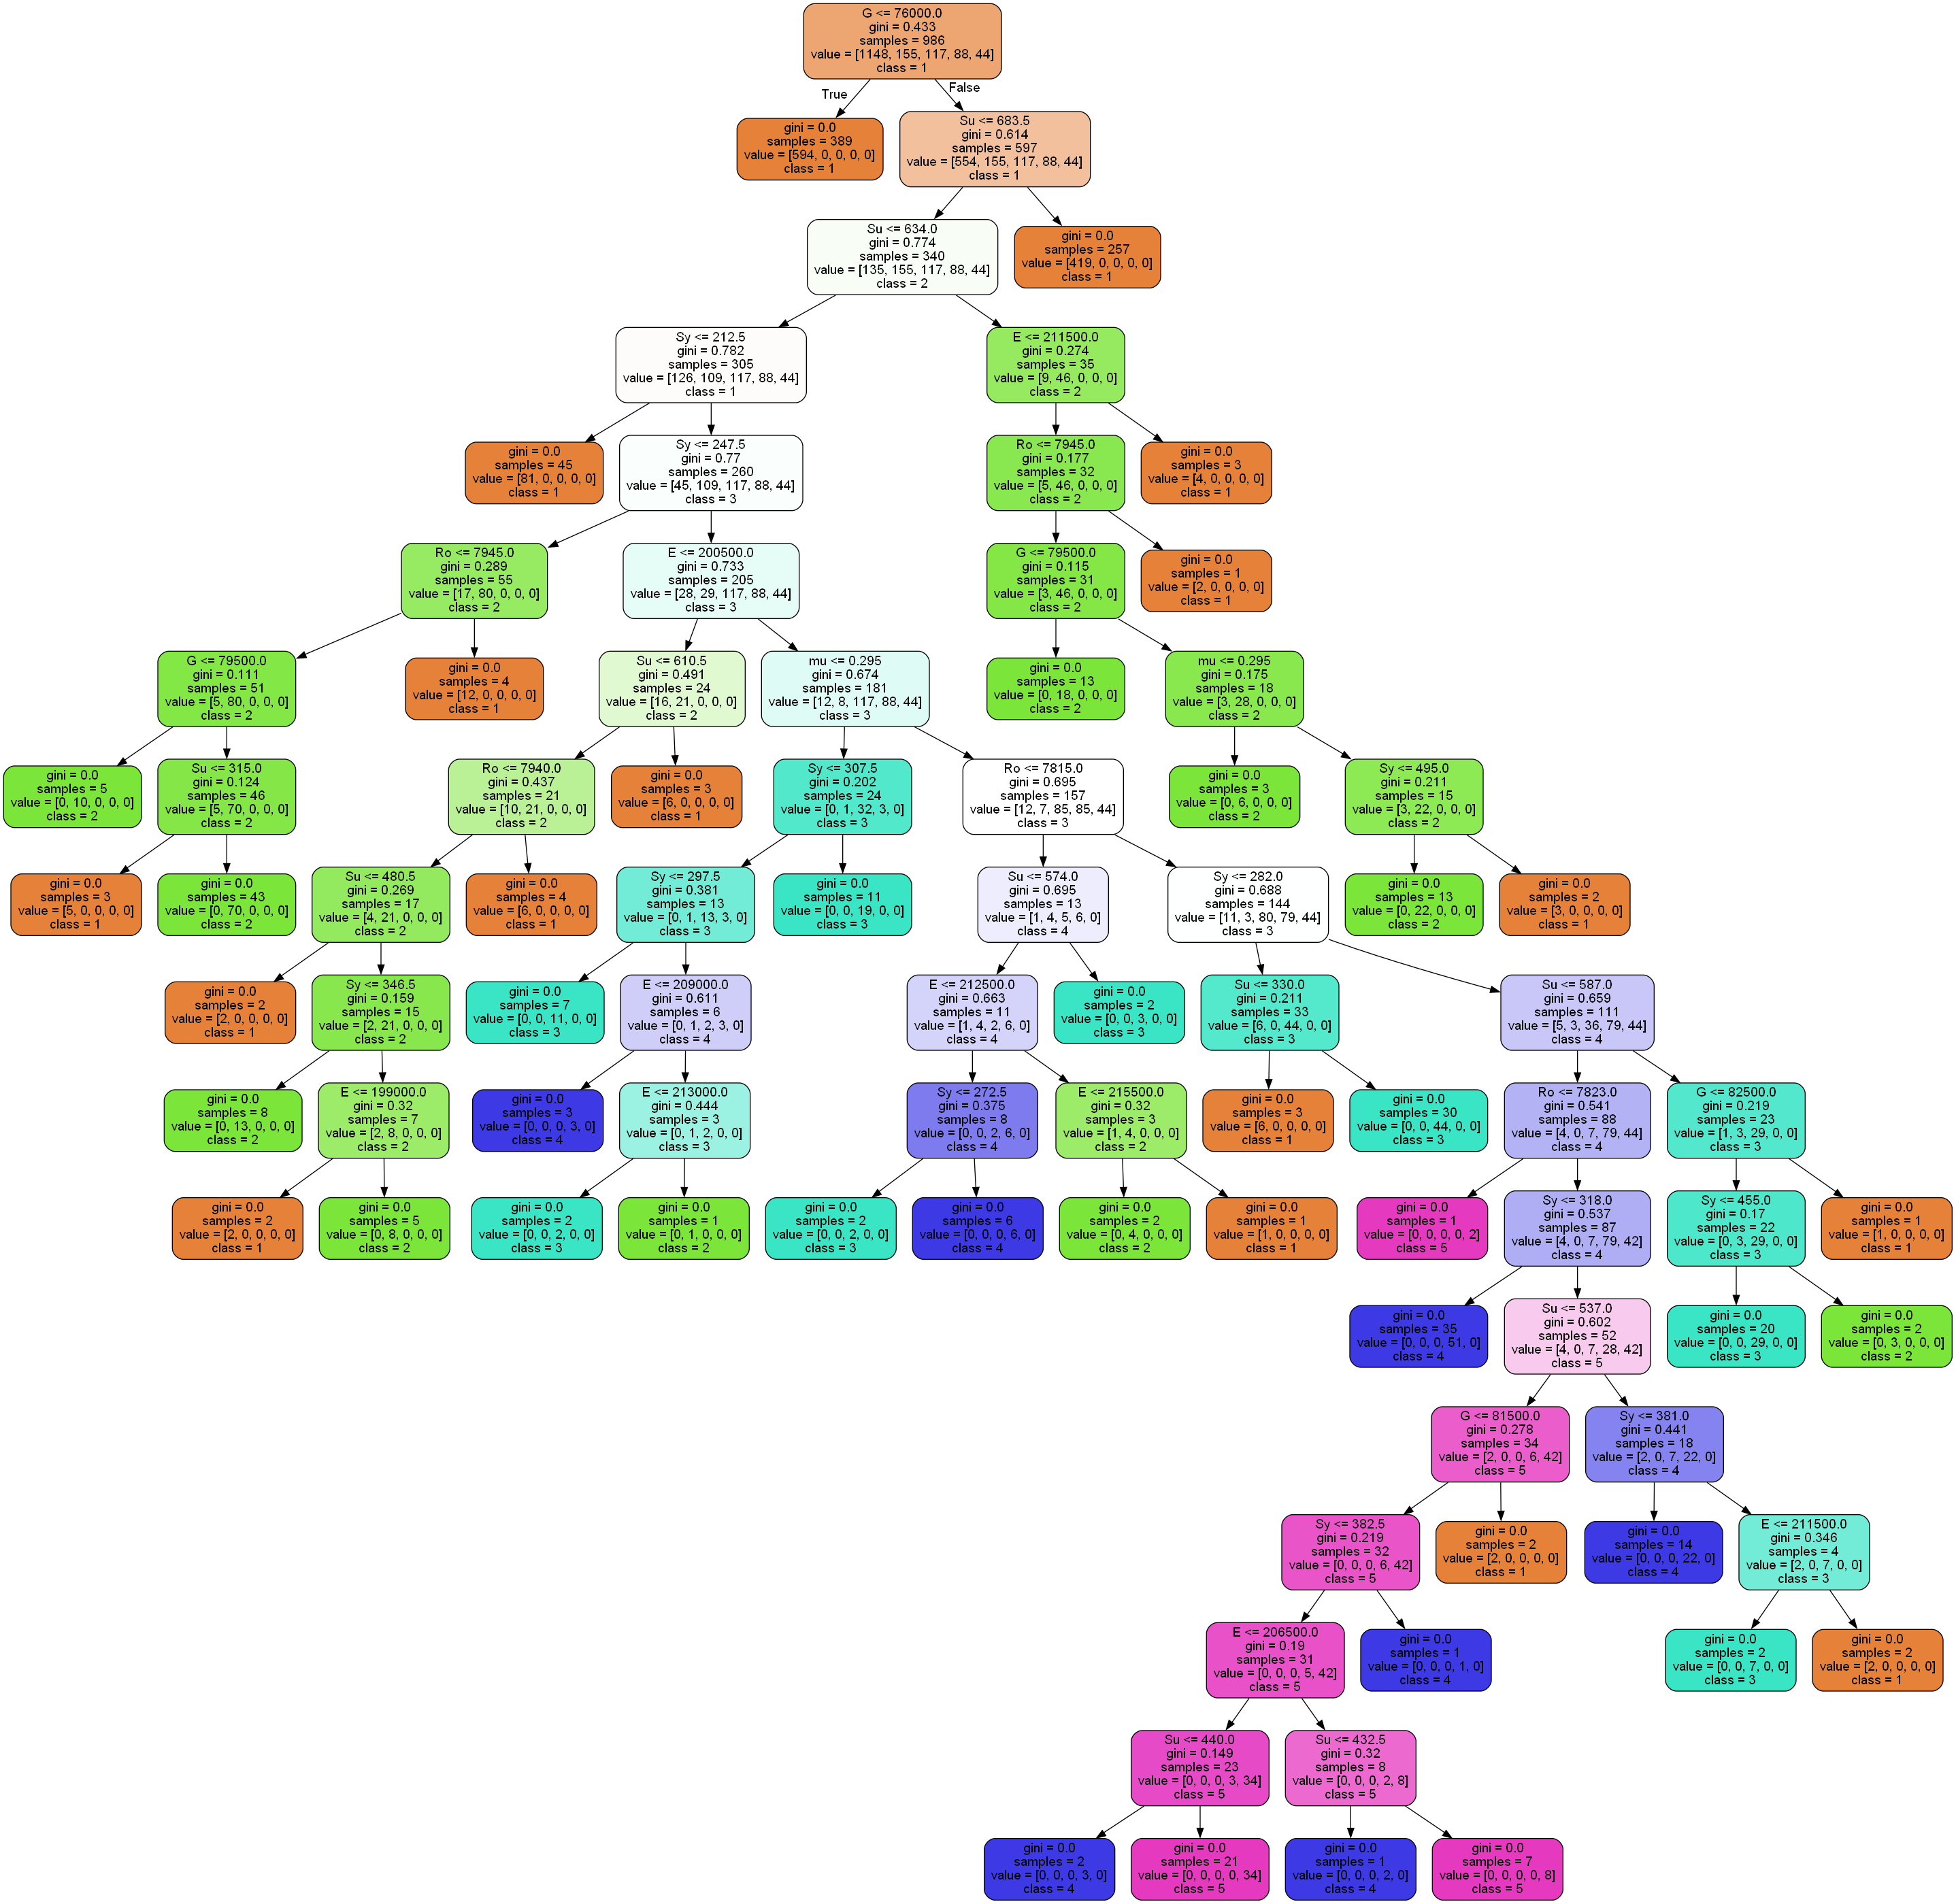 G <= 76000.0
gini = 0.433
samples = 986
value = [1148, 155, 117, 88, 44]
class = 1
True
False
gini = 0.0
samples = 389
value = [594, 0, 0, 0, 0]
class = 1
Su <= 683.5
gini = 0.614
samples = 597
value = [554, 155, 117, 88, 44]
class = 1
Su <= 634.0
gini = 0.774
samples = 340
value = [135, 155, 117, 88, 44]
class = 2
gini = 0.0
samples = 257
value = [419, 0, 0, 0, 0]
class = 1
Sy <= 212.5
gini = 0.782
samples = 305
value = [126, 109, 117, 88, 44]
class = 1
E <= 211500.0
gini = 0.274
samples = 35
value = [9, 46, 0, 0, 0]
class = 2
gini = 0.0
samples = 45
value = [81, 0, 0, 0, 0]
class = 1
Sy <= 247.5
gini = 0.77
samples = 260
value = [45, 109, 117, 88, 44]
class = 3
Ro <= 7945.0
gini = 0.177
samples = 32
value = [5, 46, 0, 0, 0]
class = 2
gini = 0.0
samples = 3
value = [4, 0, 0, 0, 0]
class = 1
Ro <= 7945.0
gini = 0.289
samples = 55
value = [17, 80, 0, 0, 0]
class = 2
E <= 200500.0
gini = 0.733
samples = 205
value = [28, 29, 117, 88, 44]
class = 3
G <= 79500.0
gini = 0.115
samples = 31
value = [3, 46, 0, 0, 0]
class = 2
gini = 0.0
samples = 1
value = [2, 0, 0, 0, 0]
class = 1
G <= 79500.0
gini = 0.111
samples = 51
value = [5, 80, 0, 0, 0]
class = 2
gini = 0.0
samples = 4
value = [12, 0, 0, 0, 0]
class = 1
Su <= 610.5
gini = 0.491
samples = 24
value = [16, 21, 0, 0, 0]
class = 2
mu <= 0.295
gini = 0.674
samples = 181
value = [12, 8, 117, 88, 44]
class = 3
gini = 0.0
samples = 13
value = [0, 18, 0, 0, 0]
class = 2
mu <= 0.295
gini = 0.175
samples = 18
value = [3, 28, 0, 0, 0]
class = 2
gini = 0.0
samples = 5
value = [0, 10, 0, 0, 0]
class = 2
Su <= 315.0
gini = 0.124
samples = 46
value = [5, 70, 0, 0, 0]
class = 2
Ro <= 7940.0
gini = 0.437
samples = 21
value = [10, 21, 0, 0, 0]
class = 2
gini = 0.0
samples = 3
value = [6, 0, 0, 0, 0]
class = 1
Sy <= 307.5
gini = 0.202
samples = 24
value = [0, 1, 32, 3, 0]
class = 3
Ro <= 7815.0
gini = 0.695
samples = 157
value = [12, 7, 85, 85, 44]
class = 3
gini = 0.0
samples = 3
value = [0, 6, 0, 0, 0]
class = 2
Sy <= 495.0
gini = 0.211
samples = 15
value = [3, 22, 0, 0, 0]
class = 2
gini = 0.0
samples = 3
value = [5, 0, 0, 0, 0]
class = 1
gini = 0.0
samples = 43
value = [0, 70, 0, 0, 0]
class = 2
Su <= 480.5
gini = 0.269
samples = 17
value = [4, 21, 0, 0, 0]
class = 2
gini = 0.0
samples = 4
value = [6, 0, 0, 0, 0]
class = 1
Sy <= 297.5
gini = 0.381
samples = 13
value = [0, 1, 13, 3, 0]
class = 3
gini = 0.0
samples = 11
value = [0, 0, 19, 0, 0]
class = 3
Su <= 574.0
gini = 0.695
samples = 13
value = [1, 4, 5, 6, 0]
class = 4
Sy <= 282.0
gini = 0.688
samples = 144
value = [11, 3, 80, 79, 44]
class = 3
gini = 0.0
samples = 13
value = [0, 22, 0, 0, 0]
class = 2
gini = 0.0
samples = 2
value = [3, 0, 0, 0, 0]
class = 1
gini = 0.0
samples = 2
value = [2, 0, 0, 0, 0]
class = 1
Sy <= 346.5
gini = 0.159
samples = 15
value = [2, 21, 0, 0, 0]
class = 2
gini = 0.0
samples = 7
value = [0, 0, 11, 0, 0]
class = 3
E <= 209000.0
gini = 0.611
samples = 6
value = [0, 1, 2, 3, 0]
class = 4
E <= 212500.0
gini = 0.663
samples = 11
value = [1, 4, 2, 6, 0]
class = 4
gini = 0.0
samples = 2
value = [0, 0, 3, 0, 0]
class = 3
Su <= 330.0
gini = 0.211
samples = 33
value = [6, 0, 44, 0, 0]
class = 3
Su <= 587.0
gini = 0.659
samples = 111
value = [5, 3, 36, 79, 44]
class = 4
gini = 0.0
samples = 8
value = [0, 13, 0, 0, 0]
class = 2
E <= 199000.0
gini = 0.32
samples = 7
value = [2, 8, 0, 0, 0]
class = 2
gini = 0.0
samples = 3
value = [0, 0, 0, 3, 0]
class = 4
E <= 213000.0
gini = 0.444
samples = 3
value = [0, 1, 2, 0, 0]
class = 3
Sy <= 272.5
gini = 0.375
samples = 8
value = [0, 0, 2, 6, 0]
class = 4
E <= 215500.0
gini = 0.32
samples = 3
value = [1, 4, 0, 0, 0]
class = 2
gini = 0.0
samples = 3
value = [6, 0, 0, 0, 0]
class = 1
gini = 0.0
samples = 30
value = [0, 0, 44, 0, 0]
class = 3
Ro <= 7823.0
gini = 0.541
samples = 88
value = [4, 0, 7, 79, 44]
class = 4
G <= 82500.0
gini = 0.219
samples = 23
value = [1, 3, 29, 0, 0]
class = 3
gini = 0.0
samples = 2
value = [2, 0, 0, 0, 0]
class = 1
gini = 0.0
samples = 5
value = [0, 8, 0, 0, 0]
class = 2
gini = 0.0
samples = 2
value = [0, 0, 2, 0, 0]
class = 3
gini = 0.0
samples = 1
value = [0, 1, 0, 0, 0]
class = 2
gini = 0.0
samples = 2
value = [0, 0, 2, 0, 0]
class = 3
gini = 0.0
samples = 6
value = [0, 0, 0, 6, 0]
class = 4
gini = 0.0
samples = 2
value = [0, 4, 0, 0, 0]
class = 2
gini = 0.0
samples = 1
value = [1, 0, 0, 0, 0]
class = 1
gini = 0.0
samples = 1
value = [0, 0, 0, 0, 2]
class = 5
Sy <= 318.0
gini = 0.537
samples = 87
value = [4, 0, 7, 79, 42]
class = 4
Sy <= 455.0
gini = 0.17
samples = 22
value = [0, 3, 29, 0, 0]
class = 3
gini = 0.0
samples = 1
value = [1, 0, 0, 0, 0]
class = 1
gini = 0.0
samples = 35
value = [0, 0, 0, 51, 0]
class = 4
Su <= 537.0
gini = 0.602
samples = 52
value = [4, 0, 7, 28, 42]
class = 5
gini = 0.0
samples = 20
value = [0, 0, 29, 0, 0]
class = 3
gini = 0.0
samples = 2
value = [0, 3, 0, 0, 0]
class = 2
G <= 81500.0
gini = 0.278
samples = 34
value = [2, 0, 0, 6, 42]
class = 5
Sy <= 381.0
gini = 0.441
samples = 18
value = [2, 0, 7, 22, 0]
class = 4
Sy <= 382.5
gini = 0.219
samples = 32
value = [0, 0, 0, 6, 42]
class = 5
gini = 0.0
samples = 2
value = [2, 0, 0, 0, 0]
class = 1
gini = 0.0
samples = 14
value = [0, 0, 0, 22, 0]
class = 4
E <= 211500.0
gini = 0.346
samples = 4
value = [2, 0, 7, 0, 0]
class = 3
E <= 206500.0
gini = 0.19
samples = 31
value = [0, 0, 0, 5, 42]
class = 5
gini = 0.0
samples = 1
value = [0, 0, 0, 1, 0]
class = 4
gini = 0.0
samples = 2
value = [0, 0, 7, 0, 0]
class = 3
gini = 0.0
samples = 2
value = [2, 0, 0, 0, 0]
class = 1
Su <= 440.0
gini = 0.149
samples = 23
value = [0, 0, 0, 3, 34]
class = 5
Su <= 432.5
gini = 0.32
samples = 8
value = [0, 0, 0, 2, 8]
class = 5
gini = 0.0
samples = 2
value = [0, 0, 0, 3, 0]
class = 4
gini = 0.0
samples = 21
value = [0, 0, 0, 0, 34]
class = 5
gini = 0.0
samples = 1
value = [0, 0, 0, 2, 0]
class = 4
gini = 0.0
samples = 7
value = [0, 0, 0, 0, 8]
class = 5